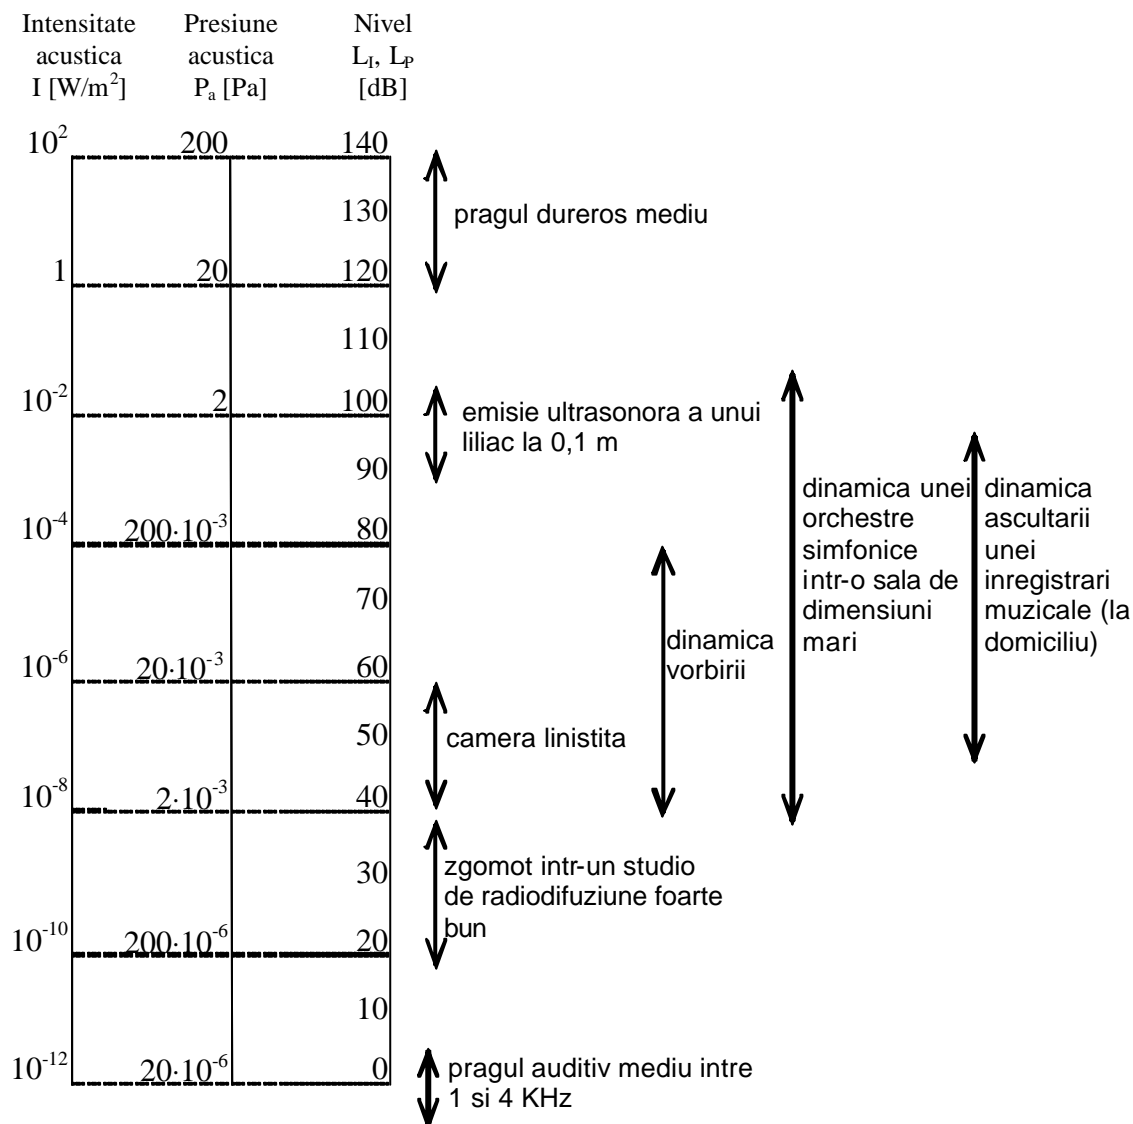 Intensitate
acustica
I [W/m²]
Presiune
acustica
Pₐ [Pa]
Nivel
L_I, L_P
[dB]
10² 200 140
130
pragul dureros mediu
1 20 120
110
10⁻² 2 100
emisie ultrasonora a unui
liliac la 0,1 m
90
10⁻⁴ 200·10⁻³ 80
70
10⁻⁶ 20·10⁻³ 60
50
10⁻⁸ 2·10⁻³ 40
30
10⁻¹⁰ 200·10⁻⁶ 20
10
10⁻¹² 20·10⁻⁶ 0
dinamica unei
orchestre
simfonice
intr-o sala de
dimensiuni
mari
dinamica
ascultarii
unei
inregistrari
muzicale (la
domiciliu)
dinamica
vorbirii
camera linistita
zgomot intr-un studio
de radiodifuziune foarte
bun
pragul auditiv mediu intre
1 si 4 KHz